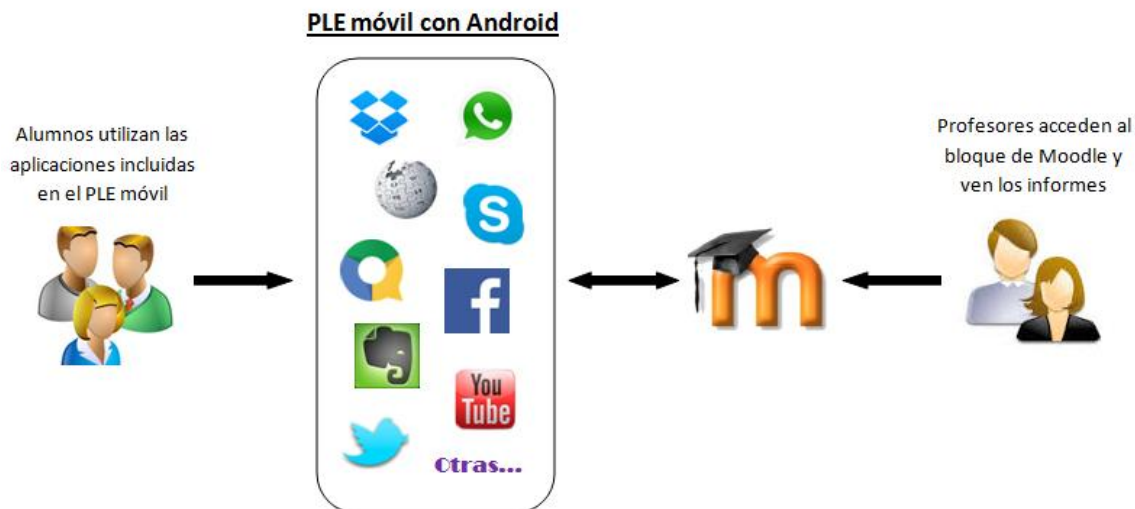 PLE móvil con Android
Alumnos utilizan las
aplicaciones incluidas
en el PLE móvil
S
f
You
Tube
Otras...
m
Profesores acceden al
bloque de Moodle y
ven los informes